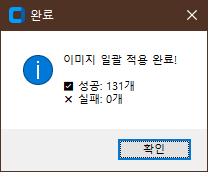 완료
이미지 일괄 적용 완료!
☑ 성공: 131개
✕ 실패: 0개
확인